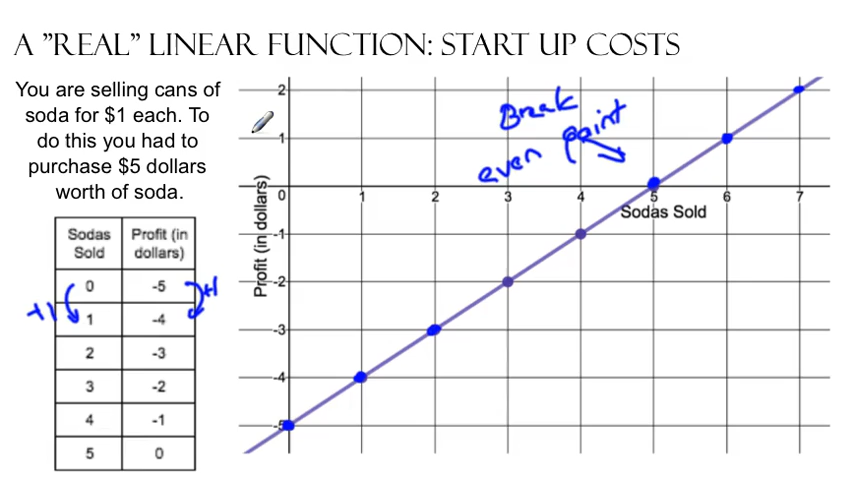 A "REAL" LINEAR FUNCTION: START UP COSTS
You are selling cans of
soda for $1 each. To
do this you had to
purchase $5 dollars
worth of soda.
Sodas Sold | Profit (in dollars)
0 | -5
1 | -4
2 | -3
3 | -2
4 | -1
5 | 0
+1
+1
Break
even point
Profit (in dollars)
2
1
0
-1
-2
-3
-4
-5
1 2 3 4 5 6 7
Sodas Sold